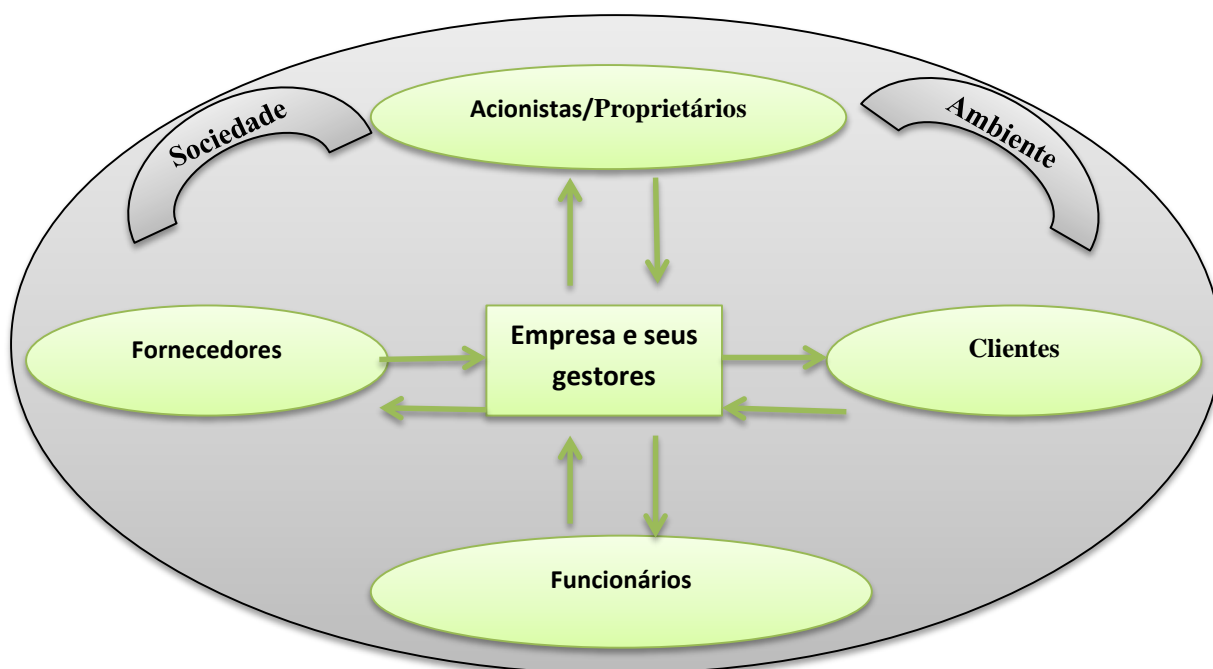 Acionistas/Proprietários
Sociedade
Ambiente
Fornecedores
Empresa e seus
gestores
Clientes
Funcionários